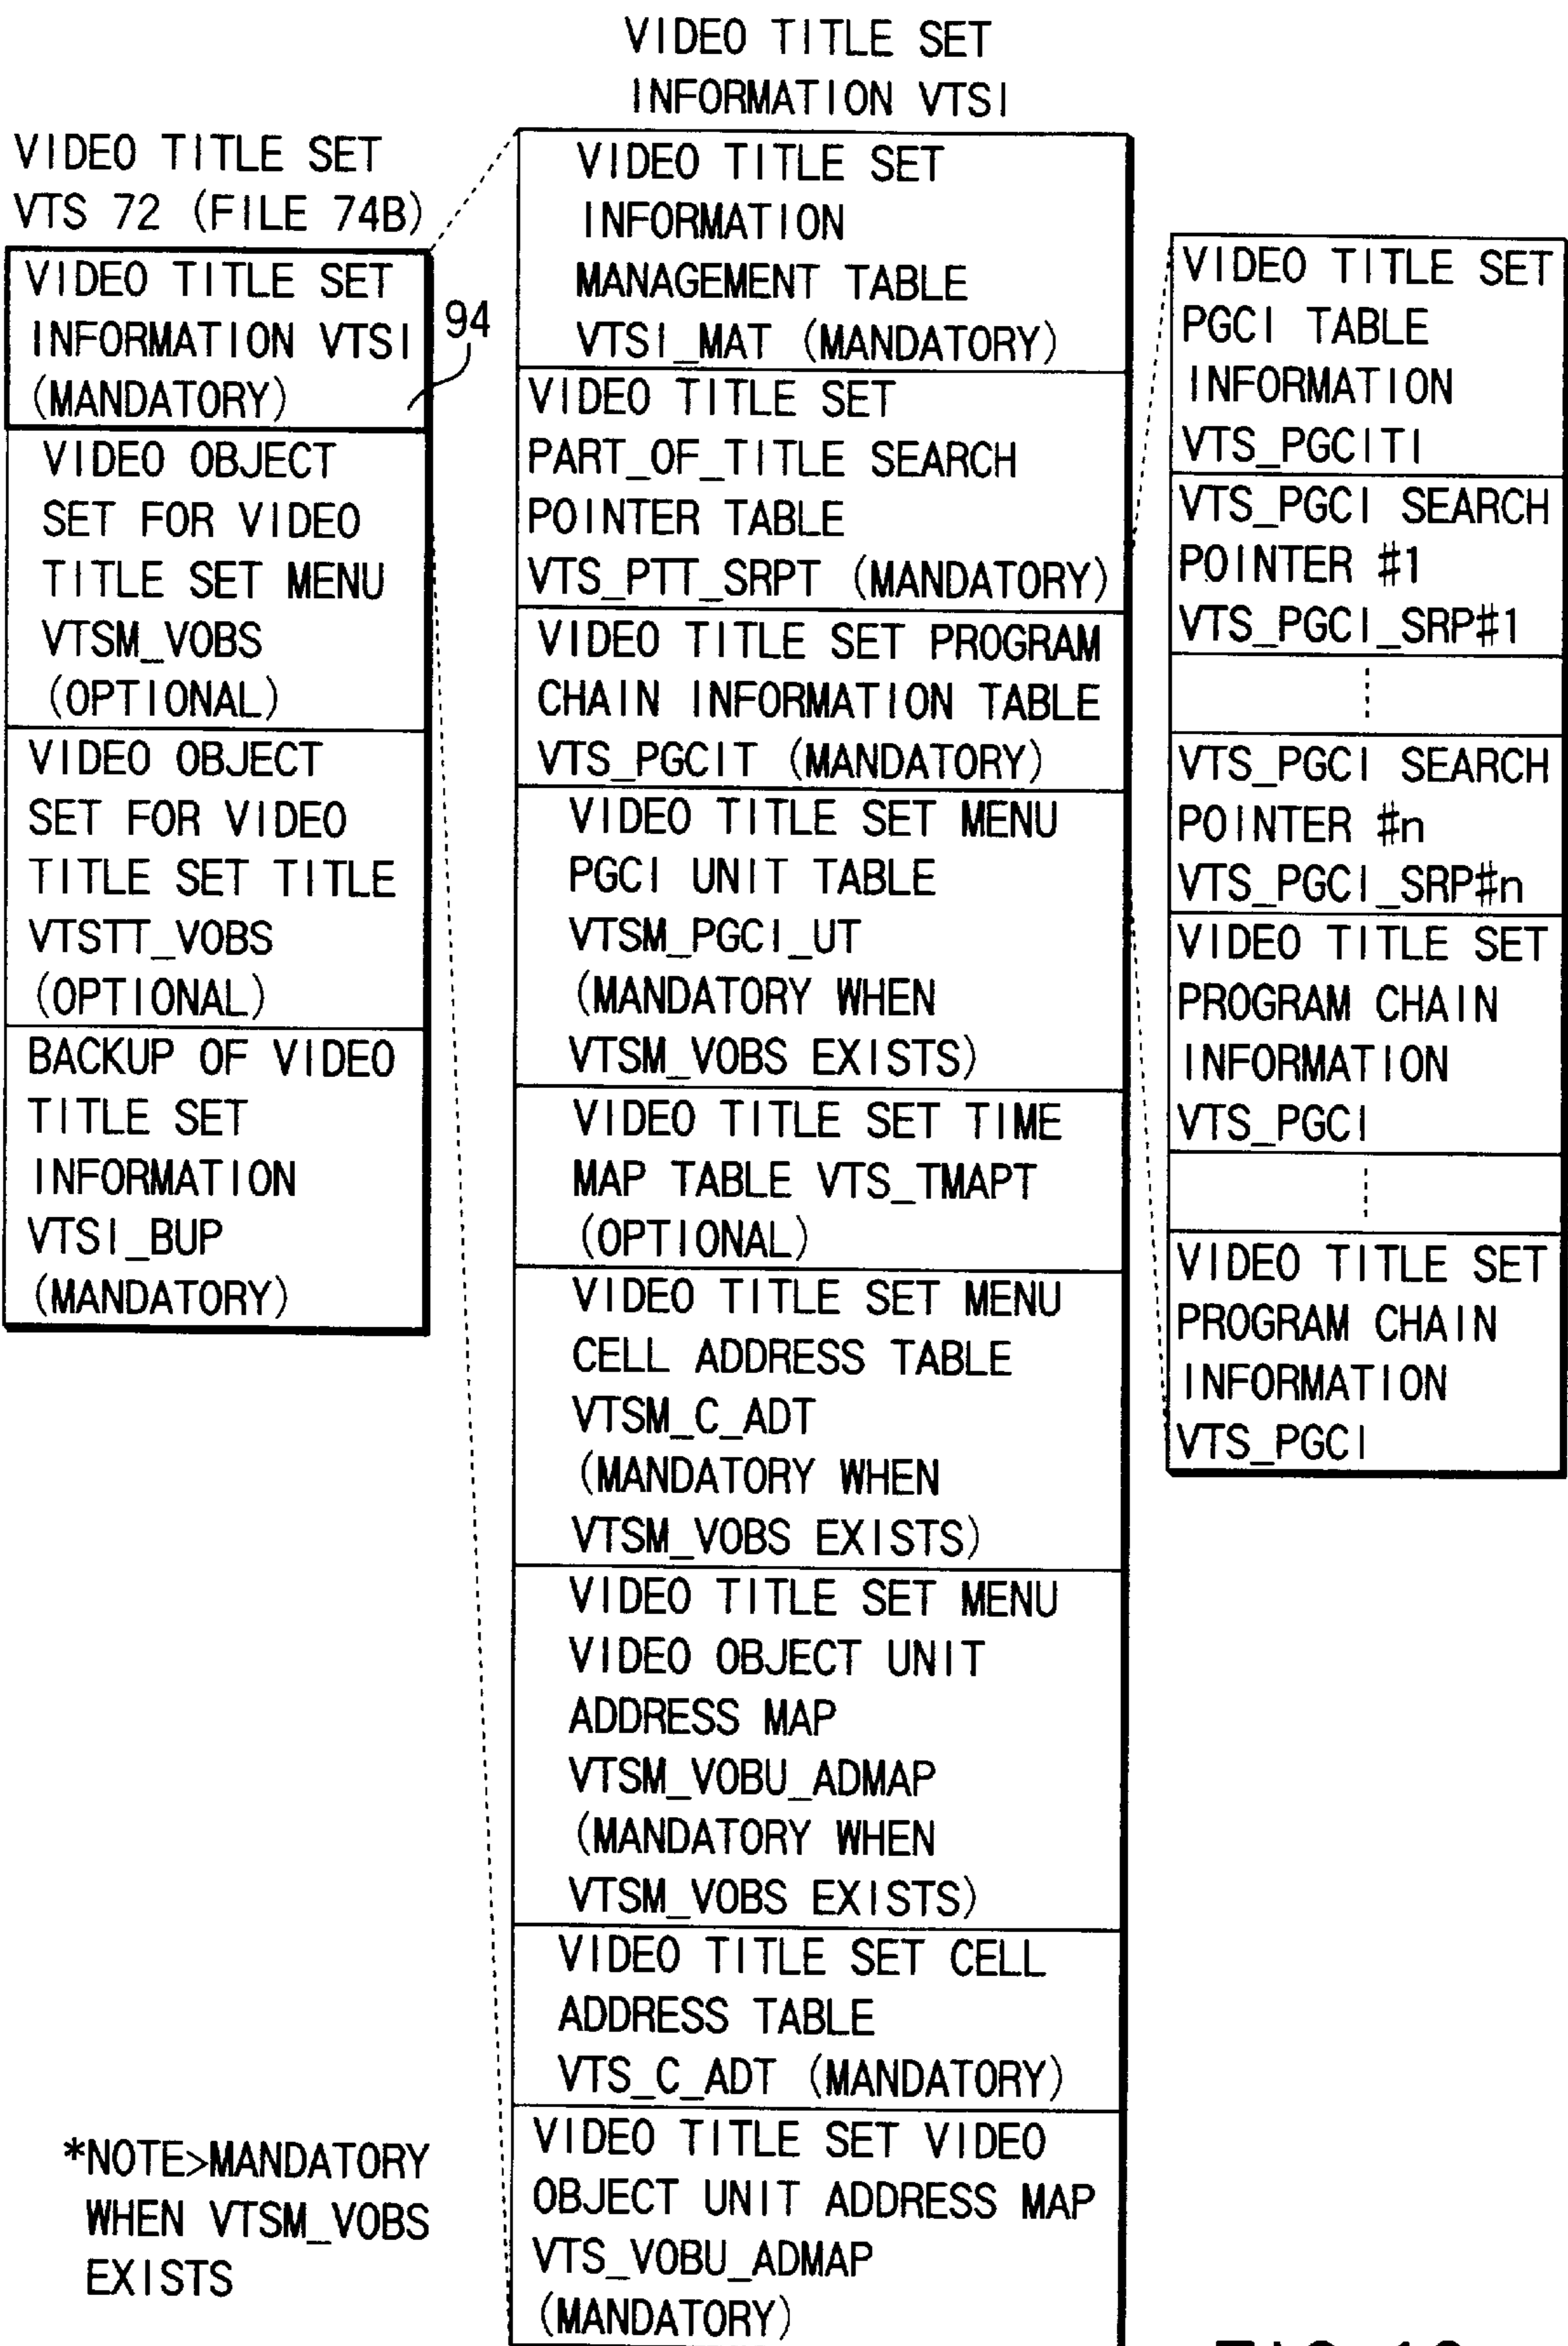 VIDEO TITLE SET
INFORMATION VTSI
VIDEO TITLE SET
VTS 72 (FILE 74B)
VIDEO TITLE SET
INFORMATION VTSI
(MANDATORY)
94
VIDEO OBJECT
SET FOR VIDEO
TITLE SET MENU
VTSM_VOBS
(OPTIONAL)
VIDEO OBJECT
SET FOR VIDEO
TITLE SET TITLE
VTSTT_VOBS
(OPTIONAL)
BACKUP OF VIDEO
TITLE SET
INFORMATION
VTSI_BUP
(MANDATORY)
VIDEO TITLE SET
INFORMATION
MANAGEMENT TABLE
VTSI_MAT (MANDATORY)
VIDEO TITLE SET
PART_OF_TITLE SEARCH
POINTER TABLE
VTS_PTT_SRPT (MANDATORY)
VIDEO TITLE SET PROGRAM
CHAIN INFORMATION TABLE
VTS_PGCIT (MANDATORY)
VIDEO TITLE SET MENU
PGCI UNIT TABLE
VTSM_PGCI_UT
(MANDATORY WHEN
VTSM_VOBS EXISTS)
VIDEO TITLE SET TIME
MAP TABLE VTS_TMAPT
(OPTIONAL)
VIDEO TITLE SET MENU
CELL ADDRESS TABLE
VTSM_C_ADT
(MANDATORY WHEN
VTSM_VOBS EXISTS)
VIDEO TITLE SET MENU
VIDEO OBJECT UNIT
ADDRESS MAP
VTSM_VOBU_ADMAP
(MANDATORY WHEN
VTSM_VOBS EXISTS)
VIDEO TITLE SET CELL
ADDRESS TABLE
VTS_C_ADT (MANDATORY)
VIDEO TITLE SET VIDEO
OBJECT UNIT ADDRESS MAP
VTS_VOBU_ADMAP
(MANDATORY)
VIDEO TITLE SET
PGCI TABLE
INFORMATION
VTS_PGCITI
VTS_PGCI SEARCH
POINTER #1
VTS_PGCI_SRP#1
VTS_PGCI SEARCH
POINTER #n
VTS_PGCI_SRP#n
VIDEO TITLE SET
PROGRAM CHAIN
INFORMATION
VTS_PGCI
VIDEO TITLE SET
PROGRAM CHAIN
INFORMATION
VTS_PGCI
*NOTE>MANDATORY
WHEN VTSM_VOBS
EXISTS